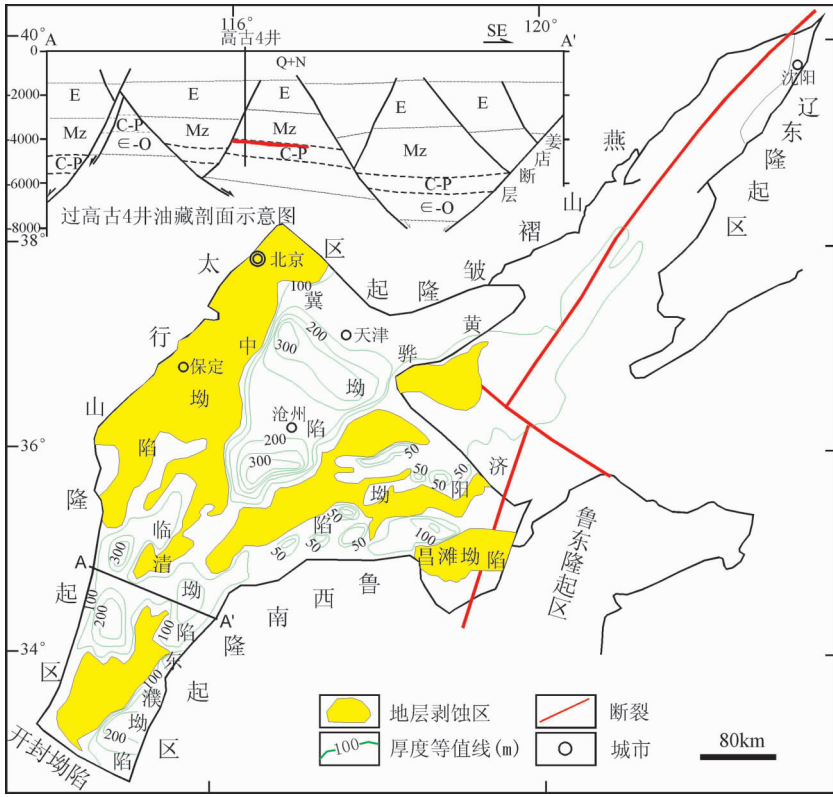 116°
120°
40°
A
高古4井
SE
A'
0
Q+N
-2000
E
E
E
E
E
沈阳
Mz
Mz
Mz
Mz
-4000
C-P
∈-O
C-P
C-P
C-P
∈-O
-6000
-8000
姜店断层
过高古4井油藏剖面示意图
38°
36°
34°
燕山褶皱隆起区
辽东隆起区
太行山隆起区
北京
天津
保定
沧州
冀中坳陷
黄骅坳陷
济阳坳陷
临清坳陷
昌潍坳陷
东濮坳陷
鲁西南隆起区
鲁东隆起区
开封坳陷
100
200
300
200
300
50
50
50
50
50
50
50
50
100
300
100
200
100
100
200
A
A'
地层剥蚀区
断裂
100
厚度等值线(m)
城市
80km